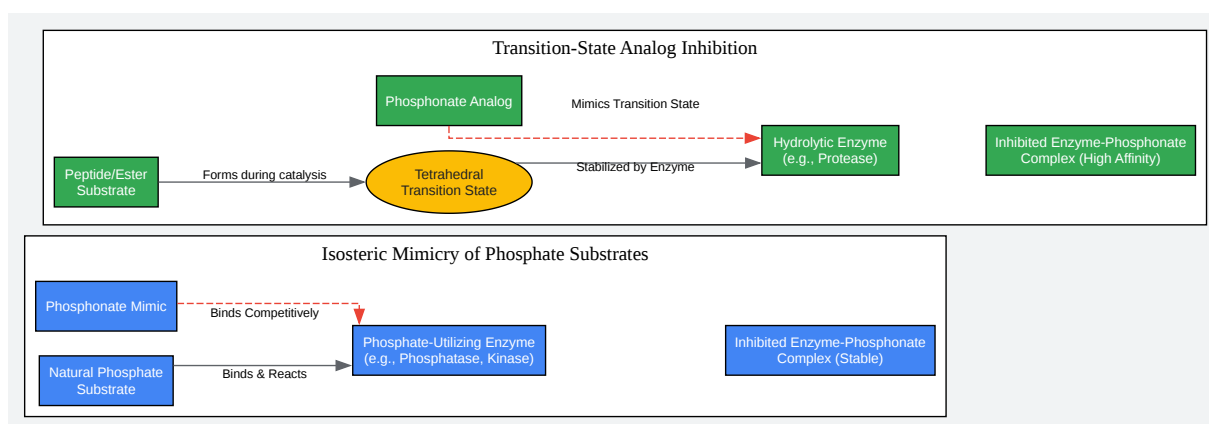 Transition-State Analog Inhibition
Phosphonate Analog
Mimics Transition State
Hydrolytic Enzyme
(e.g., Protease)
Inhibited Enzyme-Phosphonate
Complex (High Affinity)
Peptide/Ester
Substrate
Forms during catalysis
Tetrahedral
Transition State
Stabilized by Enzyme
Isosteric Mimicry of Phosphate Substrates
Phosphonate Mimic
Binds Competitively
Phosphate-Utilizing Enzyme
(e.g., Phosphatase, Kinase)
Inhibited Enzyme-Phosphonate
Complex (Stable)
Natural Phosphate
Substrate
Binds & Reacts